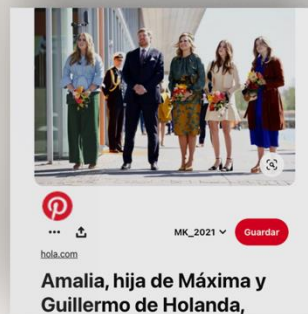 MK_2021
Guardar
hola.com
Amalia, hija de Máxima y
Guillermo de Holanda,